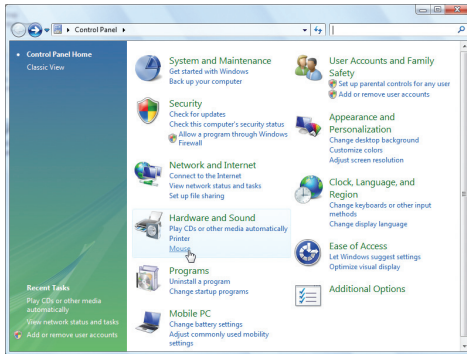 Control Panel
Control Panel Home
Classic View
System and Maintenance
Get started with Windows
Back up your computer
Security
Check for updates
Check this computer's security status
Allow a program through Windows
Firewall
Network and Internet
Connect to the Internet
View network status and tasks
Set up file sharing
Hardware and Sound
Play CDs or other media automatically
Printer
Mouse
Programs
Uninstall a program
Change startup programs
Mobile PC
Change battery settings
Adjust commonly used mobility
settings
User Accounts and Family
Safety
Set up parental controls for any user
Add or remove user accounts
Appearance and
Personalization
Change desktop background
Customize colors
Adjust screen resolution
Clock, Language, and
Region
Change keyboards or other input
methods
Change display language
Ease of Access
Let Windows suggest settings
Optimize visual display
Additional Options
Recent Tasks
Play CDs or other media
automatically
View network status and tasks
Add or remove user accounts